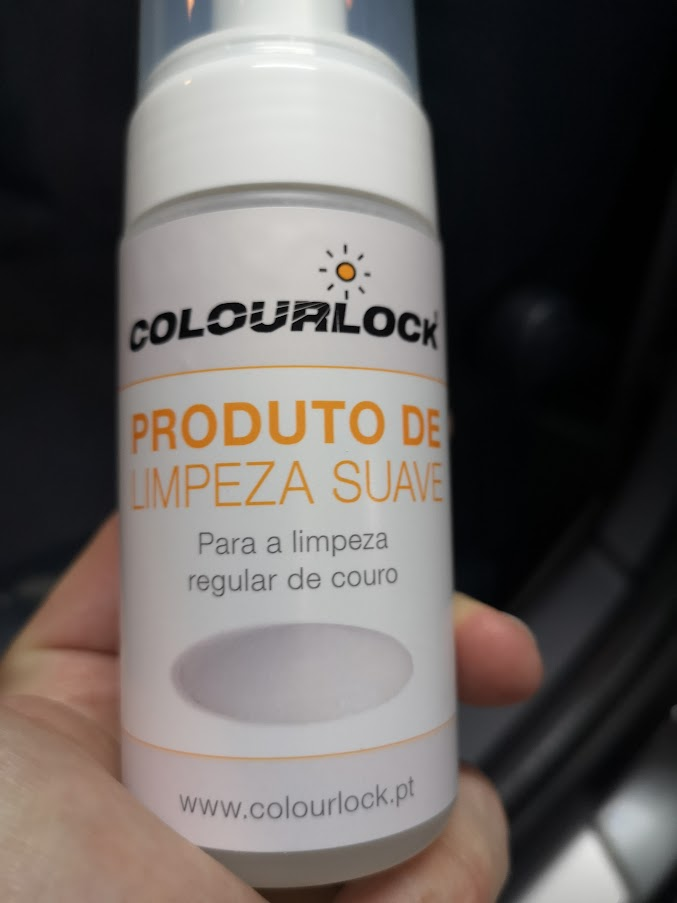 COLOURLOCK
PRODUTO DE
LIMPEZA SUAVE
Para a limpeza
regular de couro
www.colourlock.pt